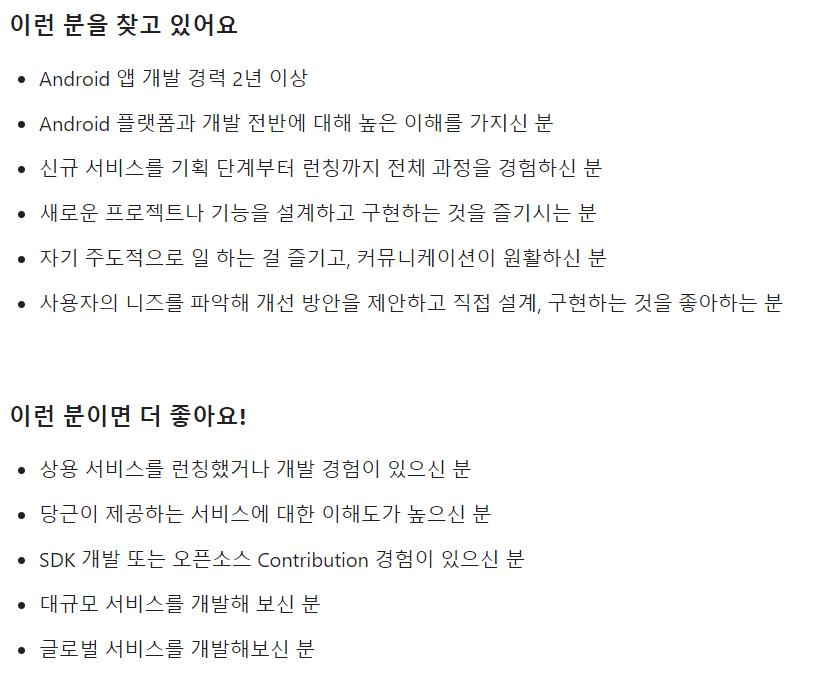 이런 분을 찾고 있어요
• Android 앱 개발 경력 2년 이상
• Android 플랫폼과 개발 전반에 대해 높은 이해를 가지신 분
• 신규 서비스를 기획 단계부터 런칭까지 전체 과정을 경험하신 분
• 새로운 프로젝트나 기능을 설계하고 구현하는 것을 즐기시는 분
• 자기 주도적으로 일 하는 걸 즐기고, 커뮤니케이션이 원활하신 분
• 사용자의 니즈를 파악해 개선 방안을 제안하고 직접 설계, 구현하는 것을 좋아하는 분
이런 분이면 더 좋아요!
• 상용 서비스를 런칭했거나 개발 경험이 있으신 분
• 당근이 제공하는 서비스에 대한 이해도가 높으신 분
• SDK 개발 또는 오픈소스 Contribution 경험이 있으신 분
• 대규모 서비스를 개발해 보신 분
• 글로벌 서비스를 개발해보신 분